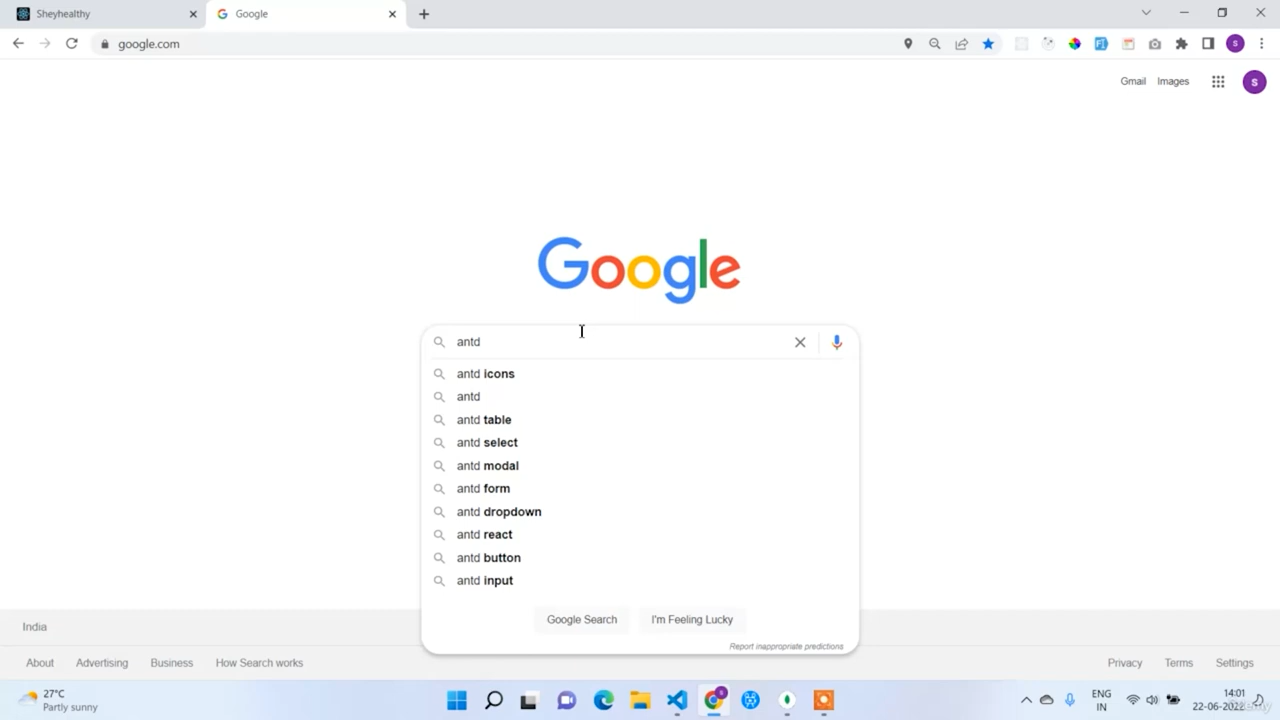 Sheyhealthy
Google
google.com
Gmail Images
S
Google
antd
antd icons
antd
antd table
antd select
antd modal
antd form
antd dropdown
antd react
antd button
antd input
Google Search I'm Feeling Lucky
Report inappropriate predictions
India
About Advertising Business How Search works
Privacy Terms Settings
27°C
Partly sunny
ENG
IN
14:01
22-06-2022